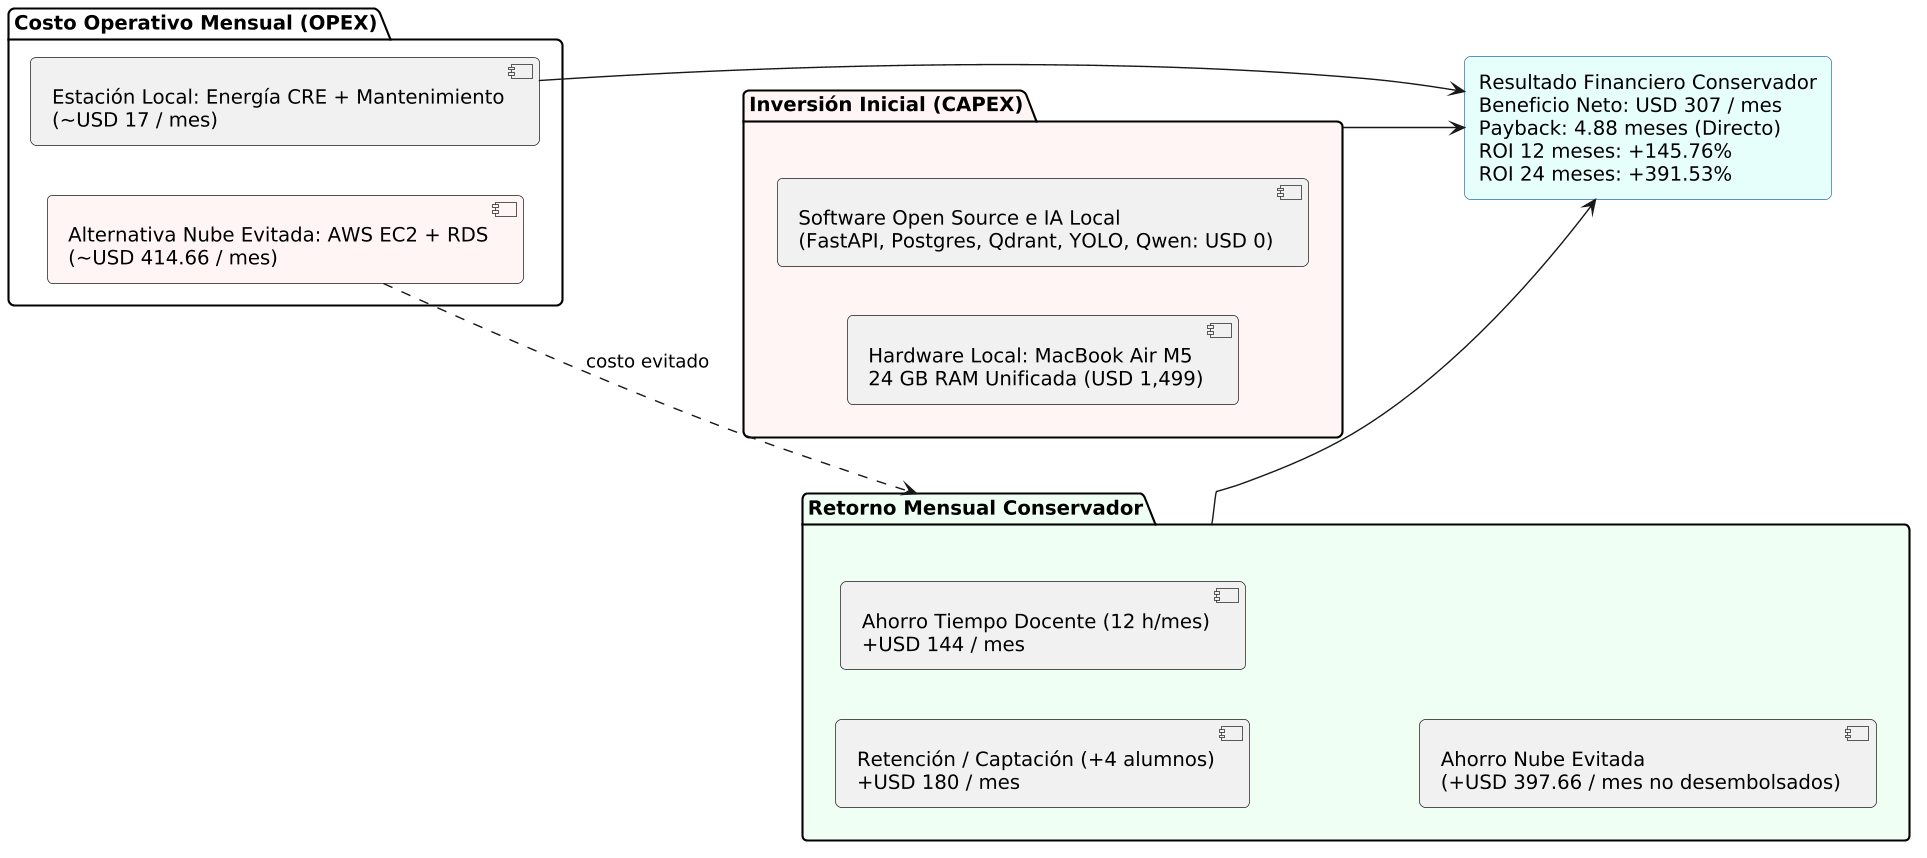 Costo Operativo Mensual (OPEX)
Estación Local: Energía CRE + Mantenimiento
(~USD 17 / mes)
Alternativa Nube Evitada: AWS EC2 + RDS
(~USD 414.66 / mes)
costo evitado
Inversión Inicial (CAPEX)
Software Open Source e IA Local
(FastAPI, Postgres, Qdrant, YOLO, Qwen: USD 0)
Hardware Local: MacBook Air M5
24 GB RAM Unificada (USD 1,499)
Resultado Financiero Conservador
Beneficio Neto: USD 307 / mes
Payback: 4.88 meses (Directo)
ROI 12 meses: +145.76%
ROI 24 meses: +391.53%
Retorno Mensual Conservador
Ahorro Tiempo Docente (12 h/mes)
+USD 144 / mes
Retención / Captación (+4 alumnos)
+USD 180 / mes
Ahorro Nube Evitada
(+USD 397.66 / mes no desembolsados)